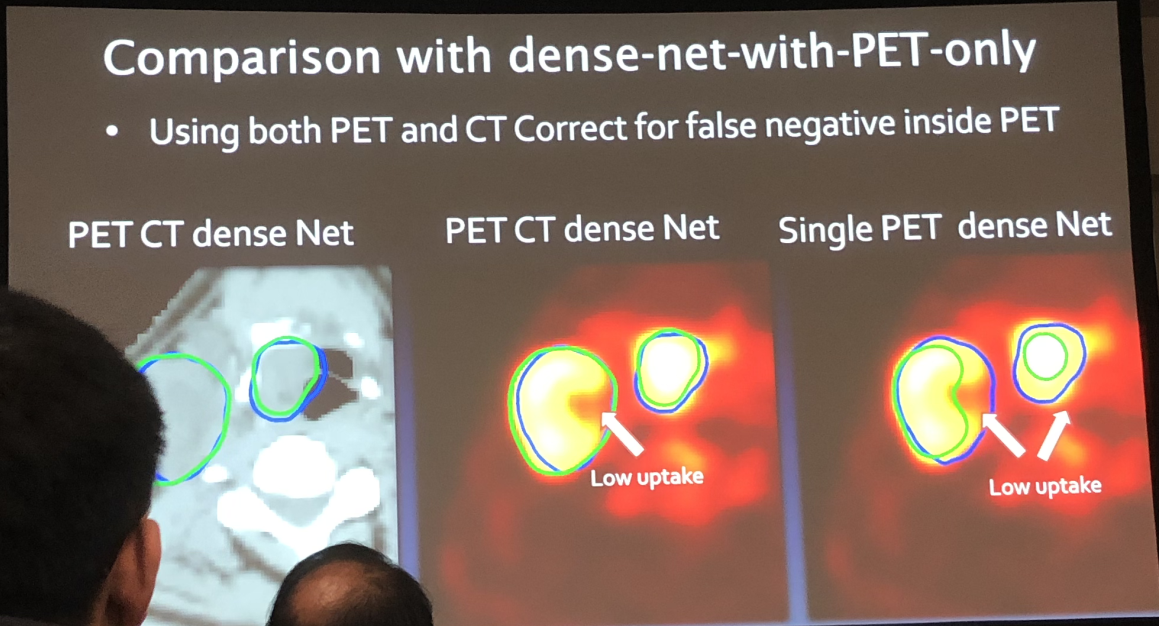 Comparison with dense-net-with-PET-only
• Using both PET and CT Correct for false negative inside PET
PET CT dense Net
PET CT dense Net
Single PET dense Net
Low uptake
Low uptake